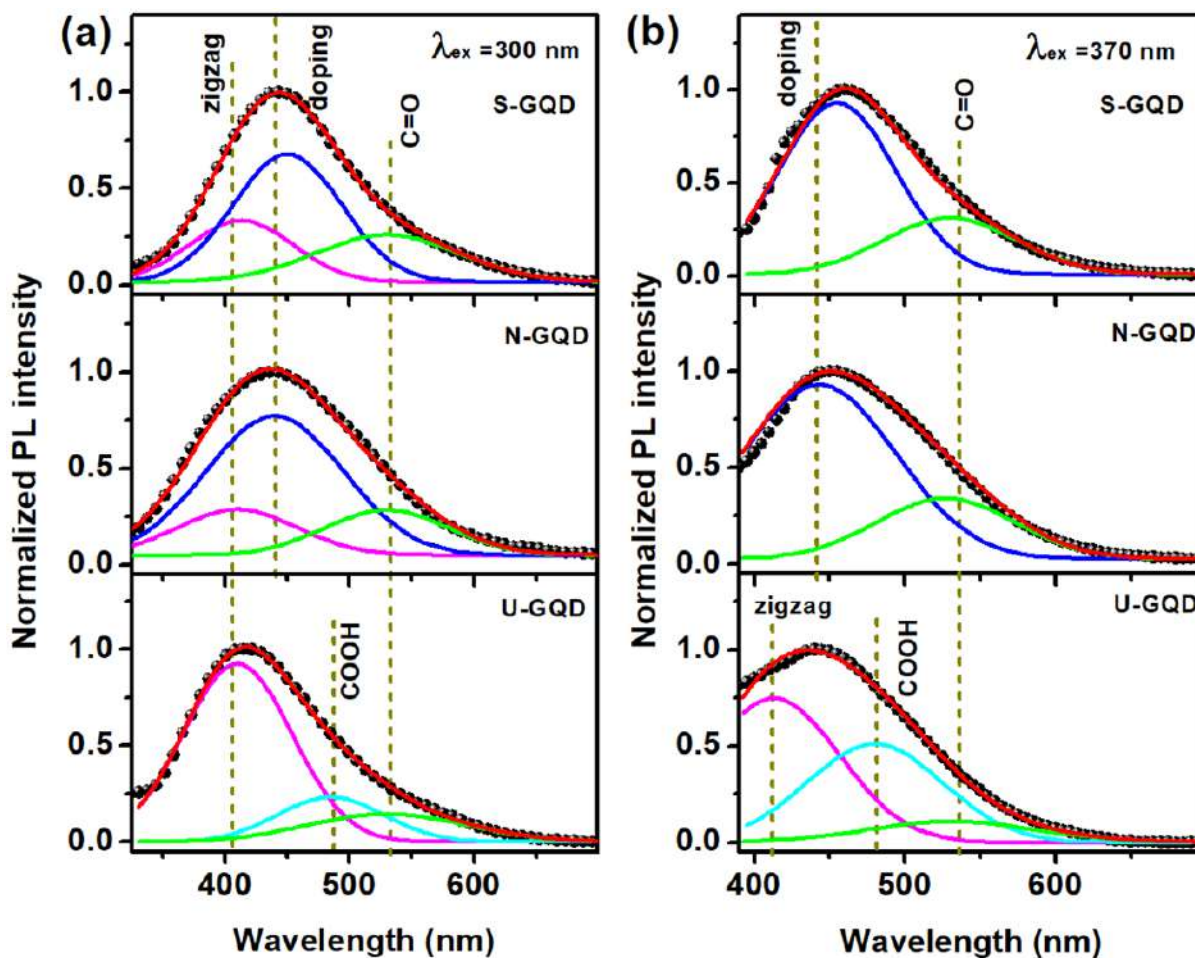 (a)
λex =300 nm
zigzag
doping
S-GQD
C=O
1.0
0.5
0.0
N-GQD
1.0
0.5
0.0
U-GQD
COOH
1.0
0.5
0.0
400
500
600
Normalized PL intensity
Wavelength (nm)
(b)
λex =370 nm
doping
S-GQD
C=O
1.0
0.5
0.0
N-GQD
1.0
0.5
0.0
zigzag
U-GQD
COOH
1.0
0.5
0.0
400
500
600
Normalized PL intensity
Wavelength (nm)